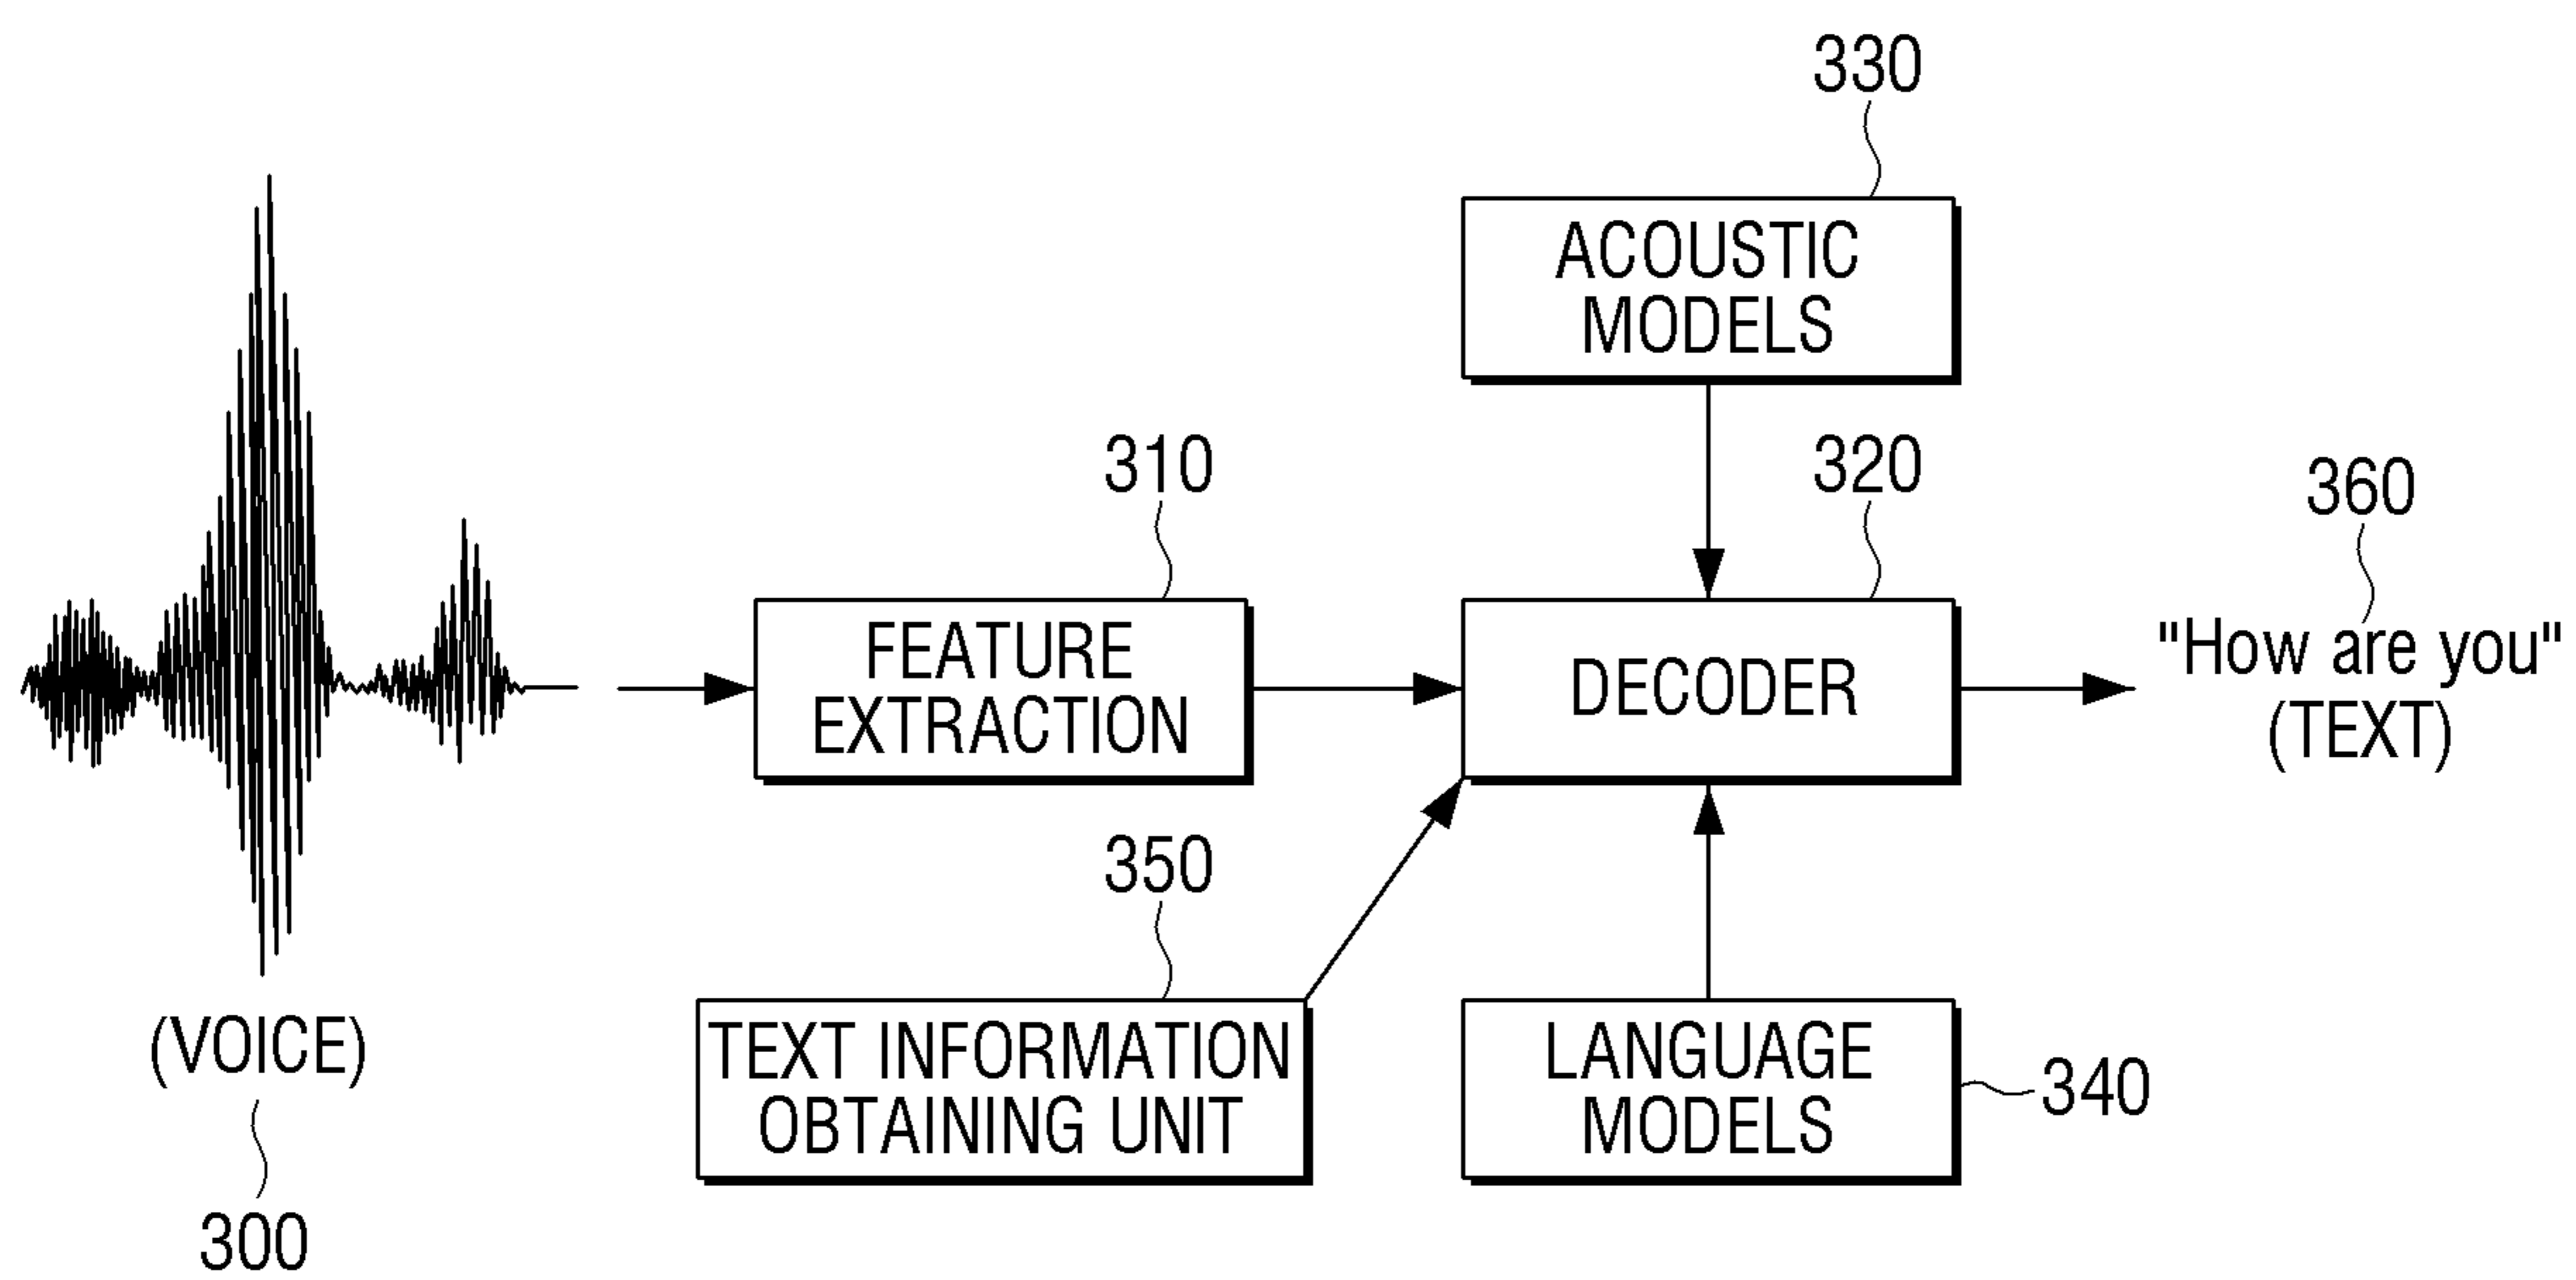 330
ACOUSTIC
MODELS
310
320
360
FEATURE
EXTRACTION
DECODER
"How are you"
(TEXT)
350
(VOICE)
300
TEXT INFORMATION
OBTAINING UNIT
LANGUAGE
MODELS
340